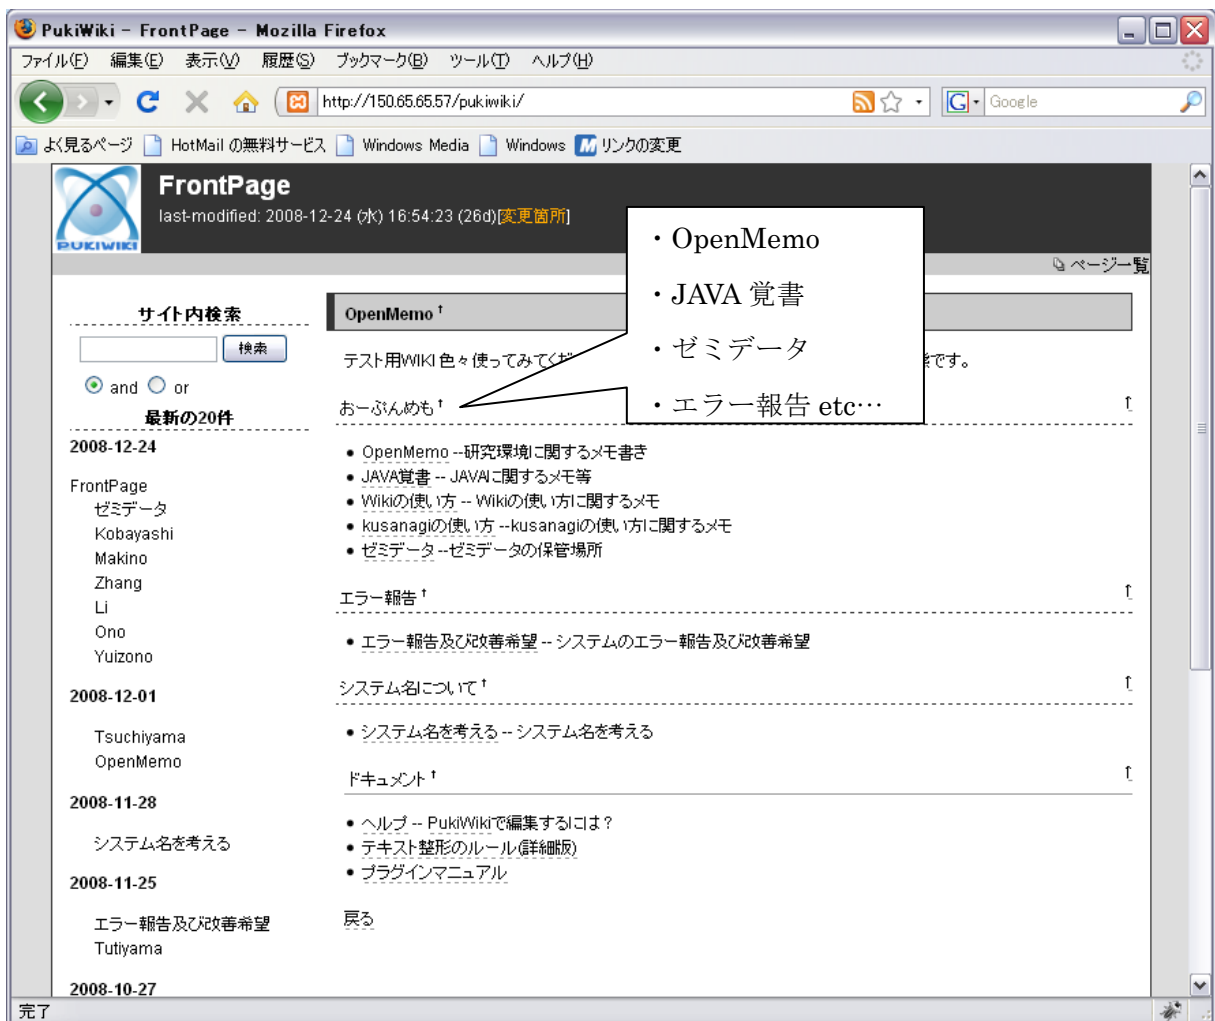 PukiWiki - FrontPage - Mozilla Firefox
ファイル(F) 編集(E) 表示(V) 履歴(S) ブックマーク(B) ツール(T) ヘルプ(H)
http://150.65.65.57/pukiwiki/
Google
よく見るページ HotMail の無料サービス Windows Media Windows リンクの変更
FrontPage
last-modified: 2008-12-24 (水) 16:54:23 (26d)[変更箇所]
PUKIWIKI
ページ一覧
・OpenMemo
・JAVA 覚書
・ゼミデータ
・エラー報告 etc…
サイト内検索
検索
and or
最新の20件
2008-12-24
FrontPage
ゼミデータ
Kobayashi
Makino
Zhang
Li
Ono
Yuizono
2008-12-01
Tsuchiyama
OpenMemo
2008-11-28
システム名を考える
2008-11-25
エラー報告及び改善希望
Tutiyama
2008-10-27
OpenMemo †
テスト用WIKI 色々使ってみてくだ
です。
おーぷんめも †
OpenMemo --研究環境に関するメモ書き
JAVA覚書 -- JAVAに関するメモ等
Wikiの使い方 -- Wikiの使い方に関するメモ
kusanagiの使い方 --kusanagiの使い方に関するメモ
ゼミデータ --ゼミデータの保管場所
エラー報告 †
エラー報告及び改善希望 -- システムのエラー報告及び改善希望
システム名について †
システム名を考える -- システム名を考える
ドキュメント †
ヘルプ -- PukiWikiで編集するには？
テキスト整形のルール(詳細版)
プラグインマニュアル
戻る
完了